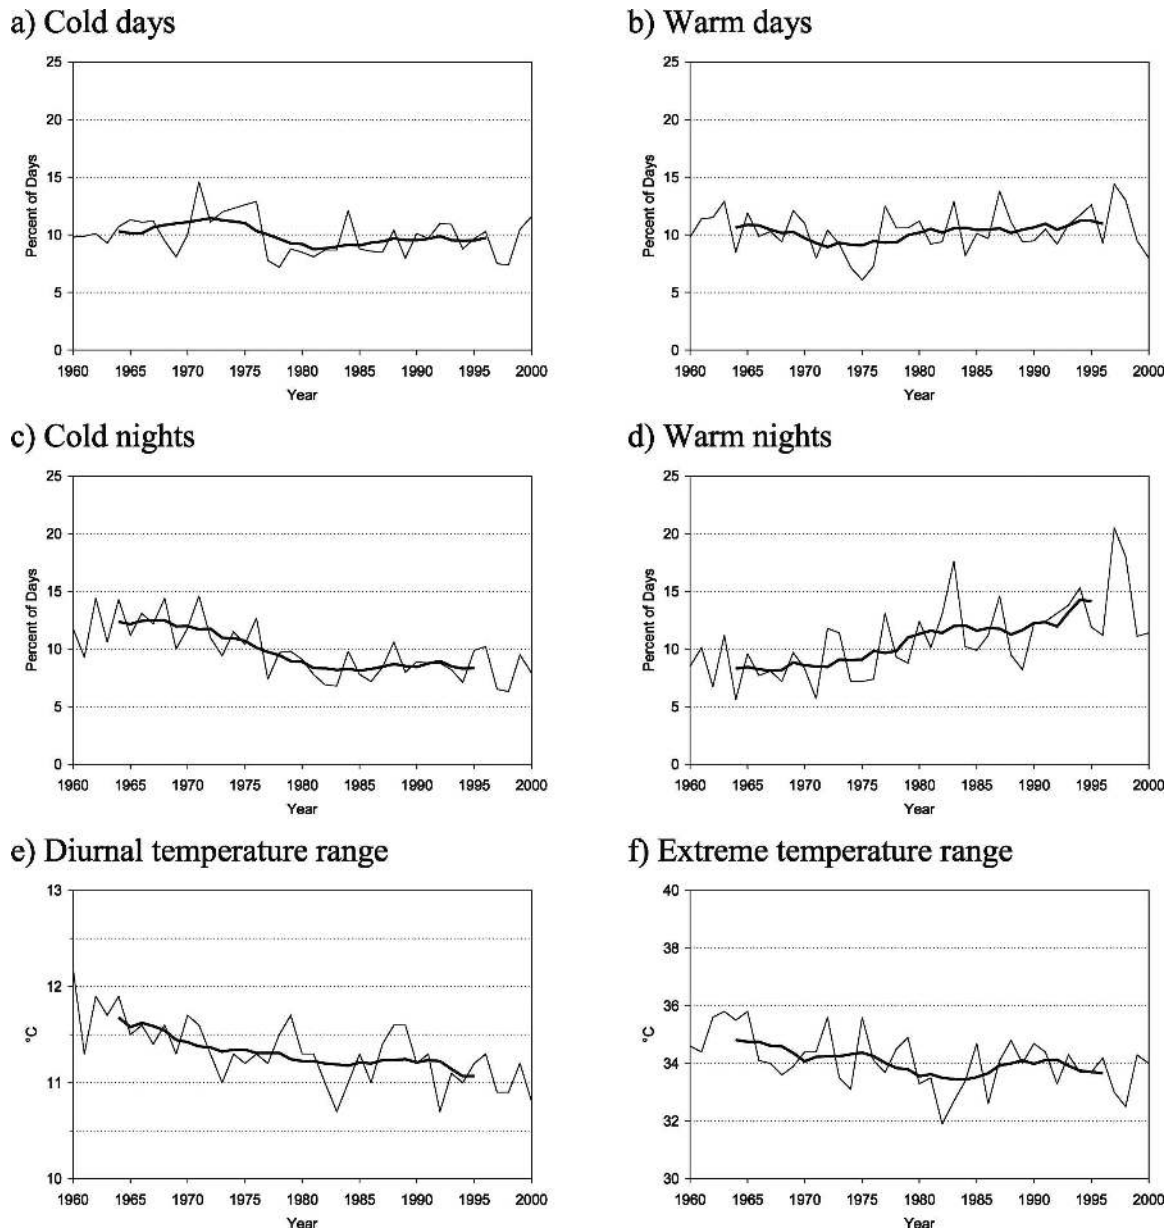 a) Cold days
25
20
15
10
5
0
Percent of Days
1960 1965 1970 1975 1980 1985 1990 1995 2000
Year
b) Warm days
25
20
15
10
5
0
Percent of Days
1960 1965 1970 1975 1980 1985 1990 1995 2000
Year
c) Cold nights
25
20
15
10
5
0
Percent of Days
1960 1965 1970 1975 1980 1985 1990 1995 2000
Year
d) Warm nights
25
20
15
10
5
0
Percent of Days
1960 1965 1970 1975 1980 1985 1990 1995 2000
Year
e) Diurnal temperature range
13
12
11
10
°C
1960 1965 1970 1975 1980 1985 1990 1995 2000
Year
f) Extreme temperature range
40
38
36
34
32
30
°C
1960 1965 1970 1975 1980 1985 1990 1995 2000
Year